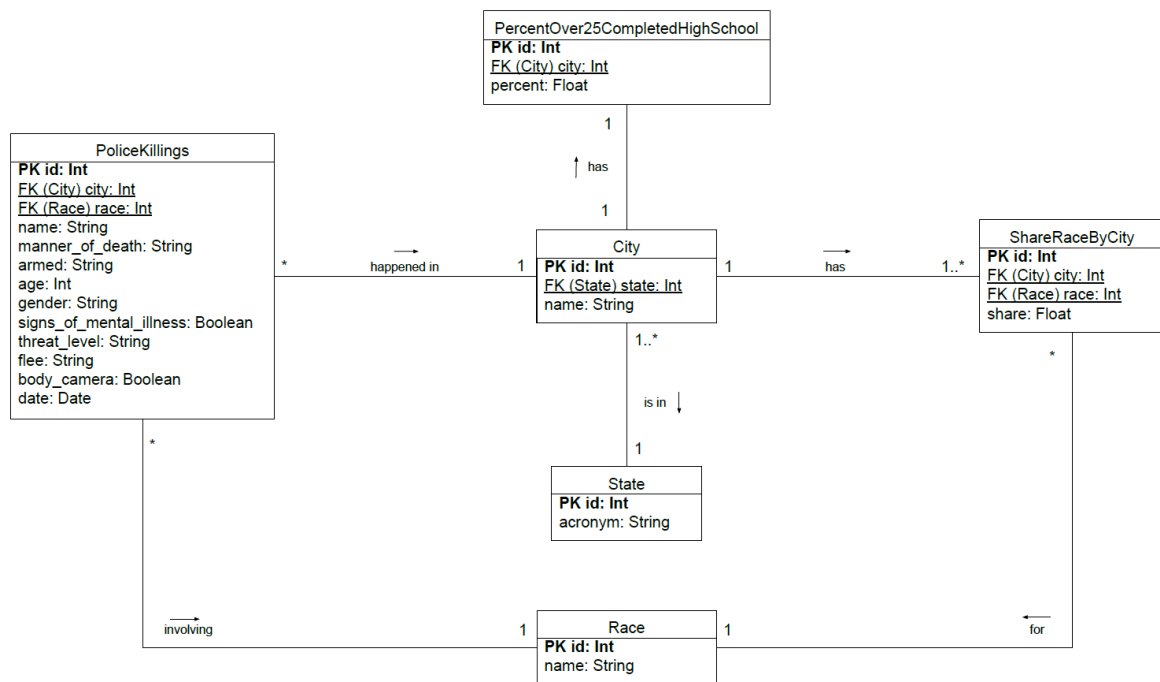 PercentOver25CompletedHighSchool
PK id: Int
FK (City) city: Int
percent: Float
1
has
1
PoliceKillings
PK id: Int
FK (City) city: Int
FK (Race) race: Int
name: String
manner_of_death: String
armed: String
age: Int
gender: String
signs_of_mental_illness: Boolean
threat_level: String
flee: String
body_camera: Boolean
date: Date
*
happened in
1
City
PK id: Int
FK (State) state: Int
name: String
1
has
1..*
ShareRaceByCity
PK id: Int
FK (City) city: Int
FK (Race) race: Int
share: Float
1..*
is in
1
State
PK id: Int
acronym: String
*
involving
1
Race
PK id: Int
name: String
1
for
*